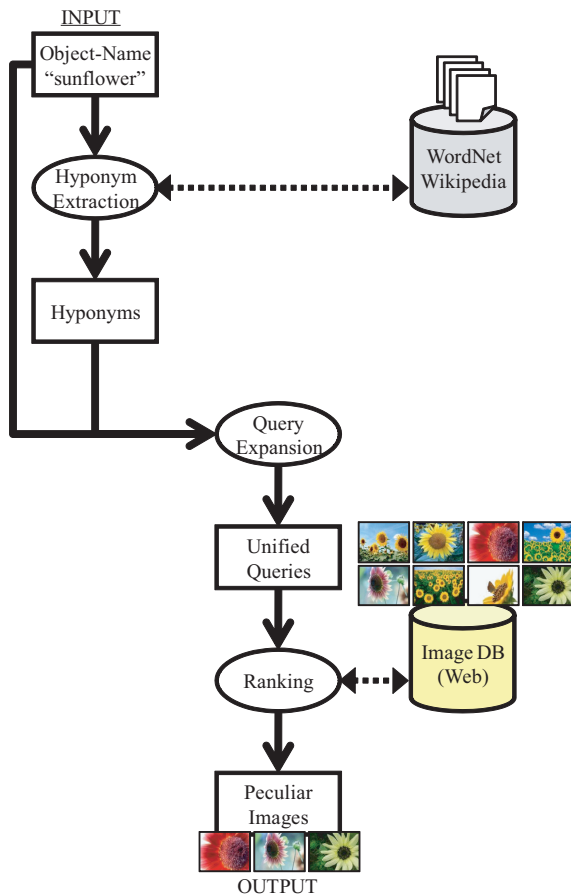 INPUT
Object-Name
“sunflower”
WordNet
Wikipedia
Hyponym
Extraction
Hyponyms
Query
Expansion
Unified
Queries
Image DB
(Web)
Ranking
Peculiar
Images
OUTPUT